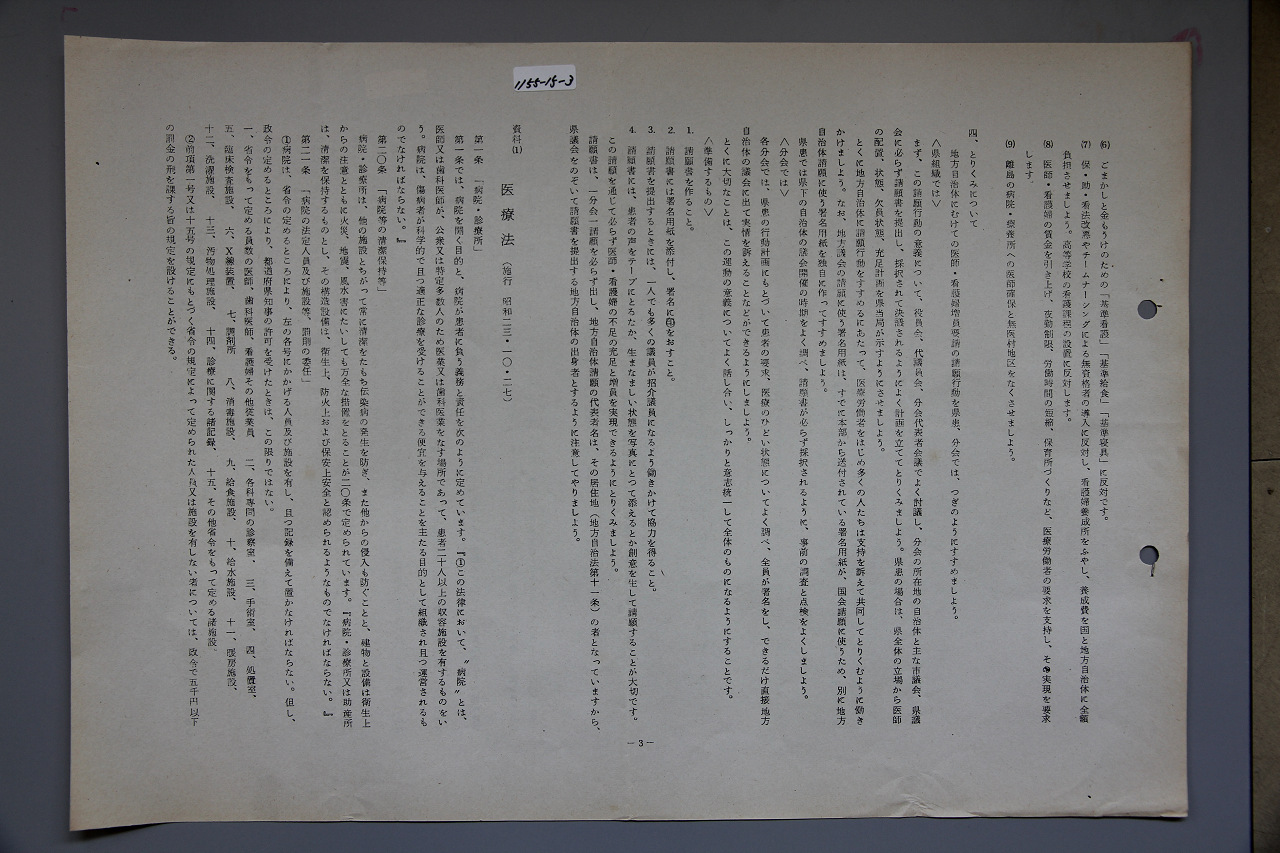 1155-15-3
(6) ごまかしと金もうけのための「基準看護」「基準給食」「基準寝具」に反対です。
(7) 保・助・看法改悪やチームナーシングによる無資格者の導入に反対し、看護婦養成所をふやし、養成費を国と地方自治体に全額
負担させましょう。高等学校の看護課程の設置に反対します。
(8) 医師・看護婦の賃金を引き上げ、夜勤制限、労働時間の短縮、保育所づくりなど、医療労働者の要求を支持し、その実現を要求
します。
(9) 離島の病院・療養所への医師確保と無医村地区をなくさせましょう。
四、とりくみについて
地方自治体にむけての医師・看護婦増員要請の請願行動を県患、分会では、つぎのようにすすめましょう。
〈県組織では〉
まず、この請願行動の意義について、役員会、代議員会、分会代表者会議でよく討議し、分会の所在地の自治体と主な市議会、県議
会に必らず請願書を提出し、採択されて決議されるようによく計画を立ててとりくみましょう。県患の場合は、県全体の立場から医師
の配置、状態、欠員状態、充足計画を県当局が示すようにさせましょう。
とくに地方自治体に請願行動をすすめるにあたって、医療労働者をはじめ多くの人たちは支持を訴えて共同してとりくむように働き
かけましょう。なお、地方議会の請願に使う署名用紙は、すでに本部から送付されている署名用紙が、国会請願に使うため、別に地方
自治体請願に使う署名用紙を独自に作ってすすめましょう。
県患では県下の自治体の議会開催の時期をよく調べ、請願書が必らず採択されるように、事前の調査と点検をよくしましょう。
〈分会では〉
各分会では、県患の行動計画にもとづいて患者の要求、医療のひどい状態についてよく調べ、全員が署名をし、できるだけ直接地方
自治体の議会に出て実情を訴えることなどができるようにしましょう。
とくに大切なことは、この運動の意義についてよく話し合い、しっかりと意志統一して全体のものになるようにすることです。
〈準備するもの〉
1. 請願書を作ること。
2. 請願書には署名用紙を添付し、署名に㊞をおすこと。
3. 請願書を提出するときには、一人でも多くの議員が招介議員になるよう働きかけて協力を得ること。
4. 請願書には、患者の声をテープにとるとか、生まなましい状態を写真にとつて添えるとか創意を生して請願することが大切です。
この請願を通じて必らず医師・看護婦の不足の充足と増員を実現できるようにとりくみましょう。
請願書は、一分会一請願を必らず出し、地方自治体請願の代表者名は、その居住地(地方自治法第十一条)の者となっていますから、
県議会をのぞいて請願書を提出する地方自治体の出身者とするように注意してやりましょう。
資料(1)
医療法 (施行 昭和二三・一〇・二七)
第一条 「病院・診療所」
第一条では、病院を開く目的と、病院が患者に負う義務と責任を次のように定めています。『①この法律において、〝病院〟とは、
医師又は歯科医師が、公衆又は特定多数人のため医業又は歯科医業をなす場所であって、患者二十人以上の収容施設を有するものをい
う。病院は、傷病者が科学的で且つ適正な診療を受けることができる便宜を与えることを主たる目的として組織され且つ運営されるも
のでなければならない。』
第二〇条 「病院等の清潔保持等」
病院・診療所は、他の施設とちがって常に清潔をたもち伝染病の発生を防ぎ、また他からの侵入も防ぐことと、建物と設備は衛生上
からの注意とともに火災、地震、風水害にたいしても万全な措置をとることが二〇条で定められています。『病院・診療所又は助産所
は、清潔を保持するものとし、その構造設備は、衛生上、防火上および保安上安全と認められるようなものでなければならない。』
第二一条 「病院の法定人員及び施設等、罰則の委任」
①病院は、省令の定めるところにより、左の各号にかかげる人員及び施設を有し、且つ記録を備えて置かなければならない。但し、
政令の定めるところにより、都道府県知事の許可を受けたときは、この限りではない。
一、省令をもって定める員数の医師、歯科医師、看護婦その他従業員、 二、各科専門の診察室、 三、手術室、 四、処置室、
五、臨床検査施設、 六、X線装置、 七、調剤所 八、消毒施設、 九、給食施設、 十、給水施設、 十一、暖房施設、
十二、洗濯施設、 十三、汚物処理施設、 十四、診療に関する諸記録、 十五、その他省令をもって定める諸施設。
②前項第一号又は十五号の規定にもとづく省令の規定によって定められた人員又は施設を有しない者については、政令で五千円以下
の罰金の刑を課する旨の規定を設けることができる。
—3—